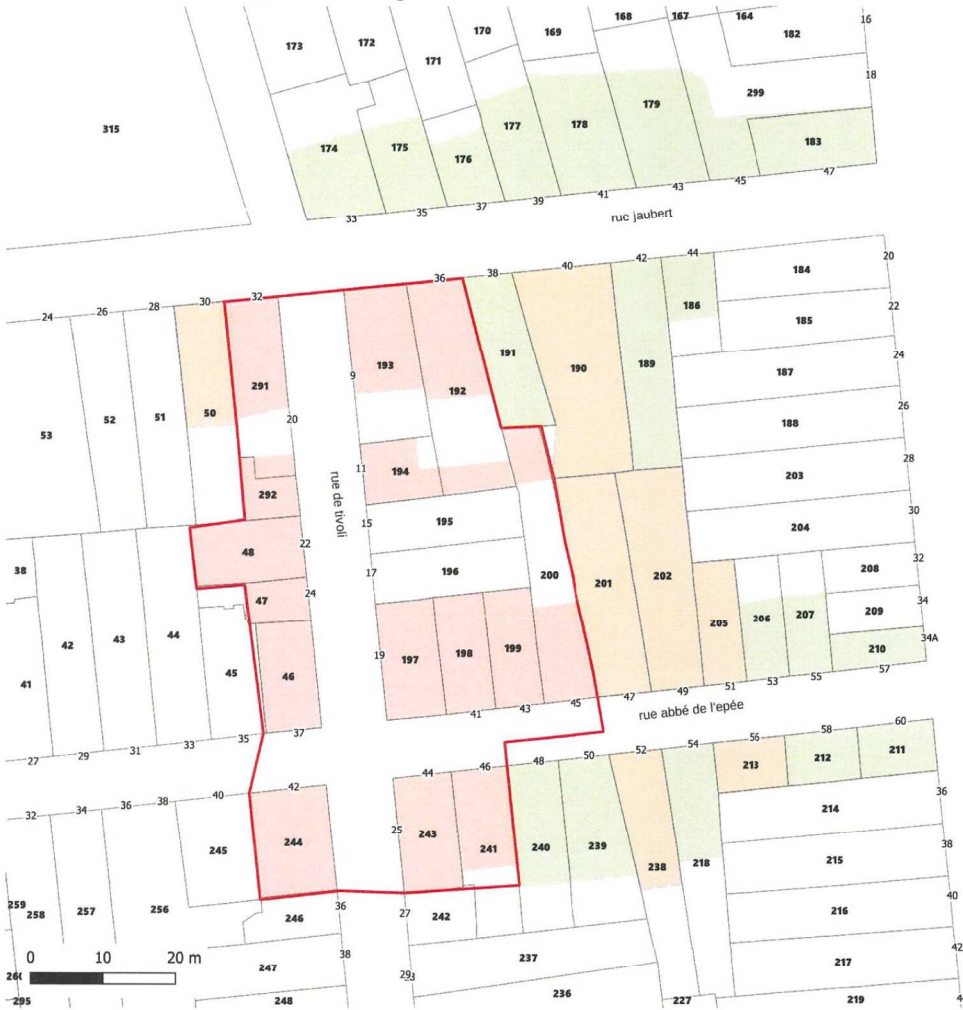 168 167 164 16
173 172 171 170 169 182
18
299
315
179
177 178
174 175 176 183
33 35 37 39 41 43 45 47
ruc jaubert
24 26 28 30 32 36 38 40 42 44 20
184
186 185 22
191 190 189
9 193 192
187 24
53 52 51 50 291 20
188 26
11 194
203 28
292
rue de tivoli
15 195
204 30
38 48 22
17 196 200 201 202
208 32
47 24
209 34
42 43 44 45 46
205 206 207
19 197 198 199
210 34A
41
27 29 31 33 35 37
41 43 45 47 49 51 53 55 57
rue abbé de l'epée
32 34 36 38 40 42
44 46 48 50 52 54 56 58 60
213 212 211
36
214
25 243 241 240 239 238 218
245 244
215 38
259 258 257 256
246 36 27 242
216 40
237
217 42
247 38
236 227 219
295 248
0 10 20 m